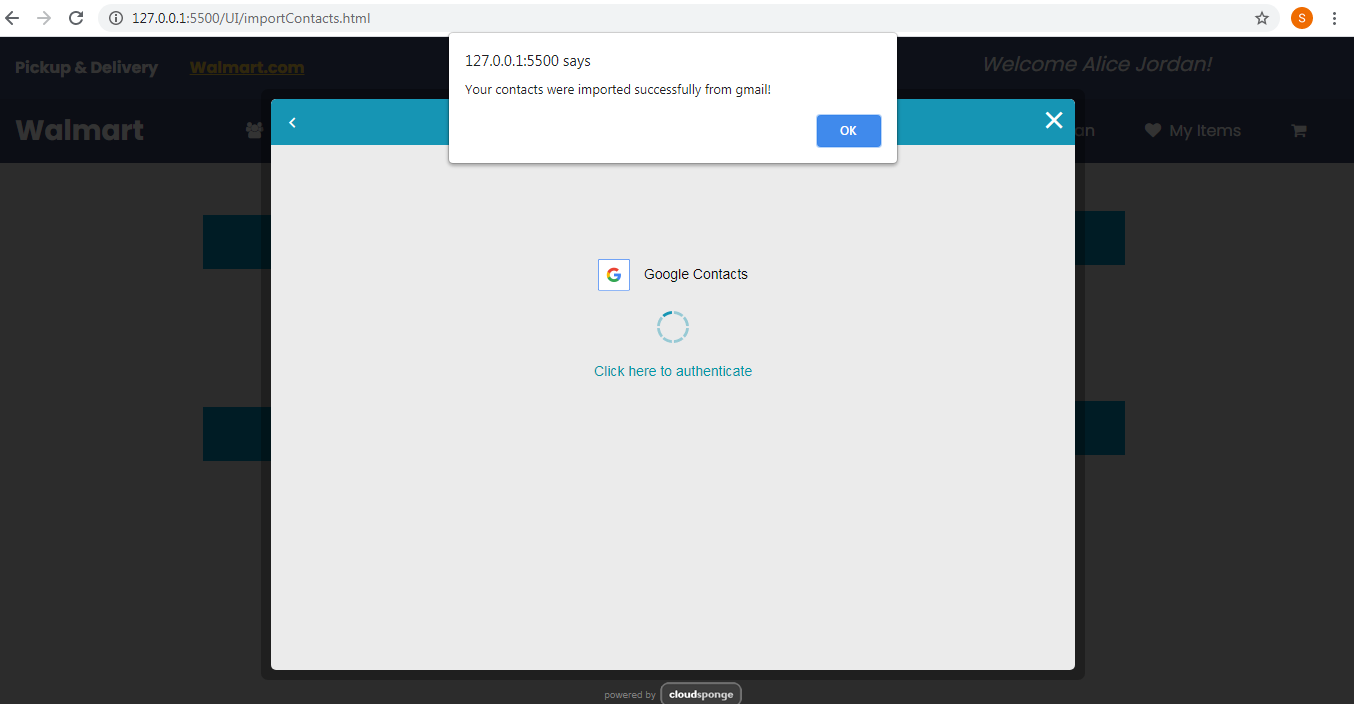 127.0.0.1:5500/UI/importContacts.html
S
127.0.0.1:5500 says
Your contacts were imported successfully from gmail!
OK
Pickup & Delivery
Walmart.com
Welcome Alice Jordan!
Walmart
My Items
Google Contacts
Click here to authenticate
powered by cloudsponge